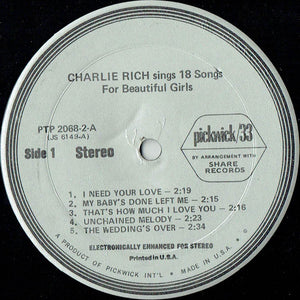 CHARLIE RICH sings 18 Songs
For Beautiful Girls
PTP 2068-2-A
(JS 6149-A)
pickwick/33
Side 1 Stereo
BY ARRANGEMENT WITH
SHARE
RECORDS
1. I NEED YOUR LOVE – 2:19
2. MY BABY'S DONE LEFT ME – 2:15
3. THAT'S HOW MUCH I LOVE YOU – 2:16
4. UNCHAINED MELODY – 2:23
5. THE WEDDING'S OVER – 2:34
ELECTRONICALLY ENHANCED FOR STEREO
Printed in U.S.A.
A PRODUCT OF PICKWICK INT'L • MADE IN U.S.A.